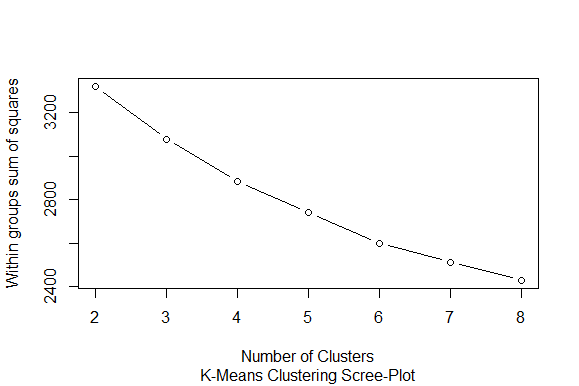 Within groups sum of squares
3200
2800
2400
2 3 4 5 6 7 8
Number of Clusters
K-Means Clustering Scree-Plot